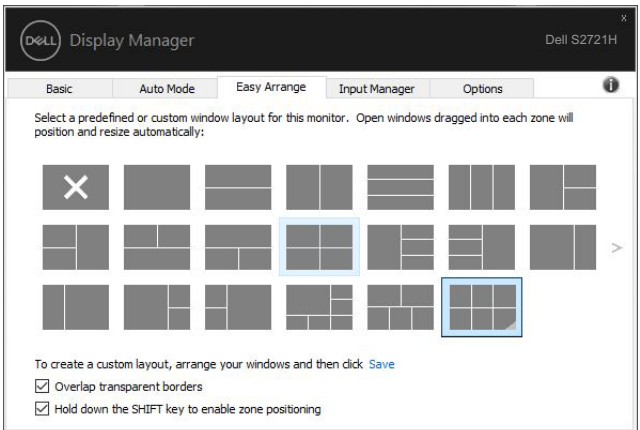 x
DELL Display Manager
Dell S2721H
Basic Auto Mode Easy Arrange Input Manager Options
Select a predefined or custom window layout for this monitor. Open windows dragged into each zone will
position and resize automatically:
>
To create a custom layout, arrange your windows and then click Save
Overlap transparent borders
Hold down the SHIFT key to enable zone positioning